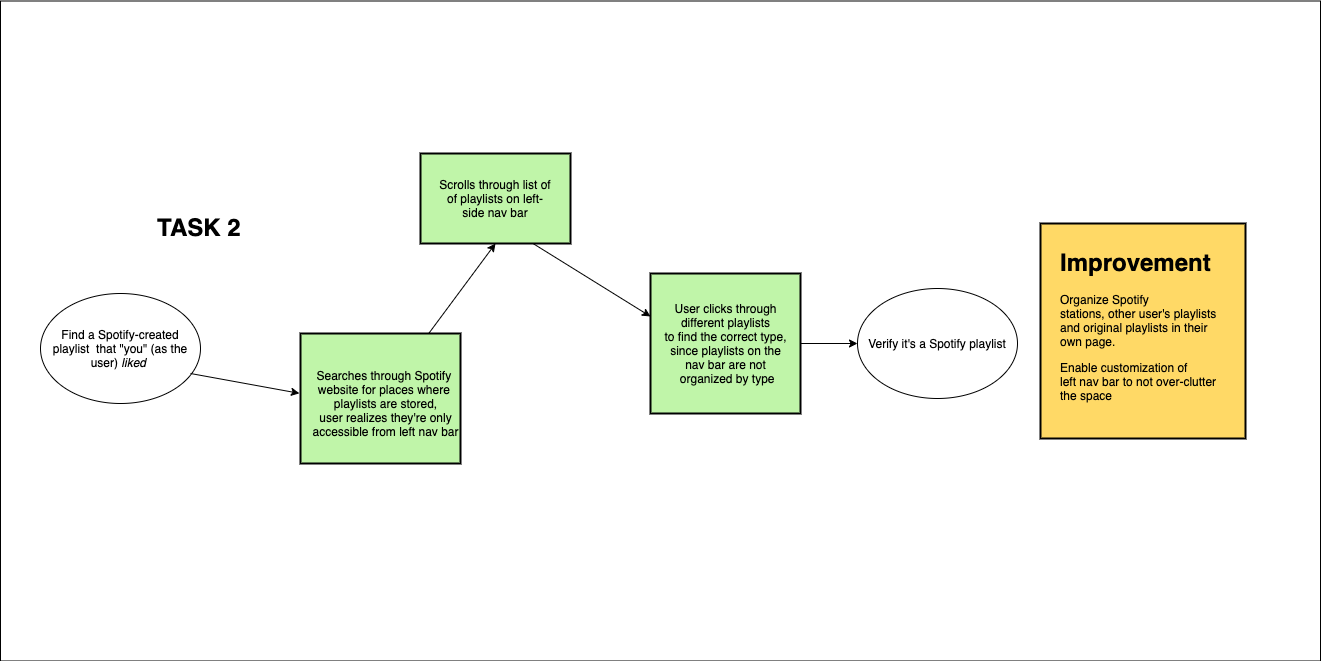 TASK 2
Find a Spotify-created
playlist  that "you" (as the
user) liked
Searches through Spotify
website for places where
playlists are stored,
user realizes they're only
accessible from left nav bar
Scrolls through list of
of playlists on left-
side nav bar
User clicks through
different playlists
to find the correct type,
since playlists on the
nav bar are not
organized by type
Verify it's a Spotify playlist
Improvement
Organize Spotify
stations, other user's playlists
and original playlists in their
own page.
Enable customization of
left nav bar to not over-clutter
the space